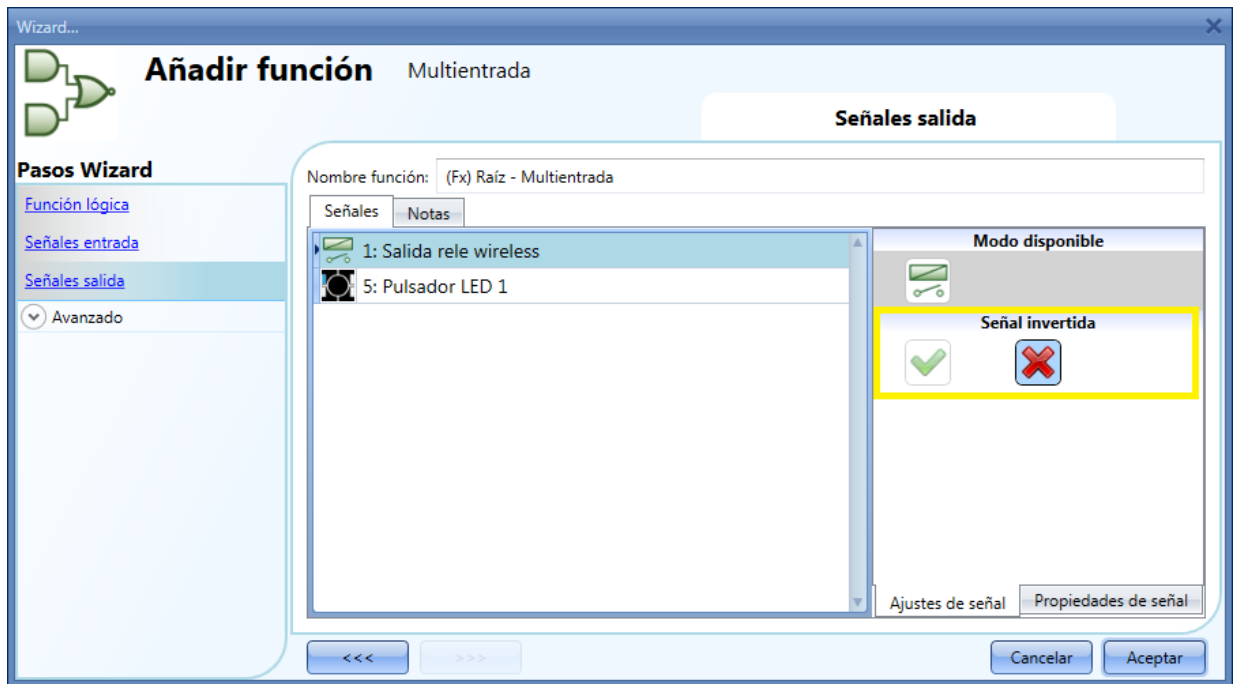 Wizard...
Añadir función Multientrada
Señales salida
Pasos Wizard
Función lógica
Señales entrada
Señales salida
Avanzado
Nombre función: (Fx) Raíz - Multientrada
Señales Notas
1: Salida rele wireless
5: Pulsador LED 1
Modo disponible
Señal invertida
Ajustes de señal Propiedades de señal
<<< >>> Cancelar Aceptar